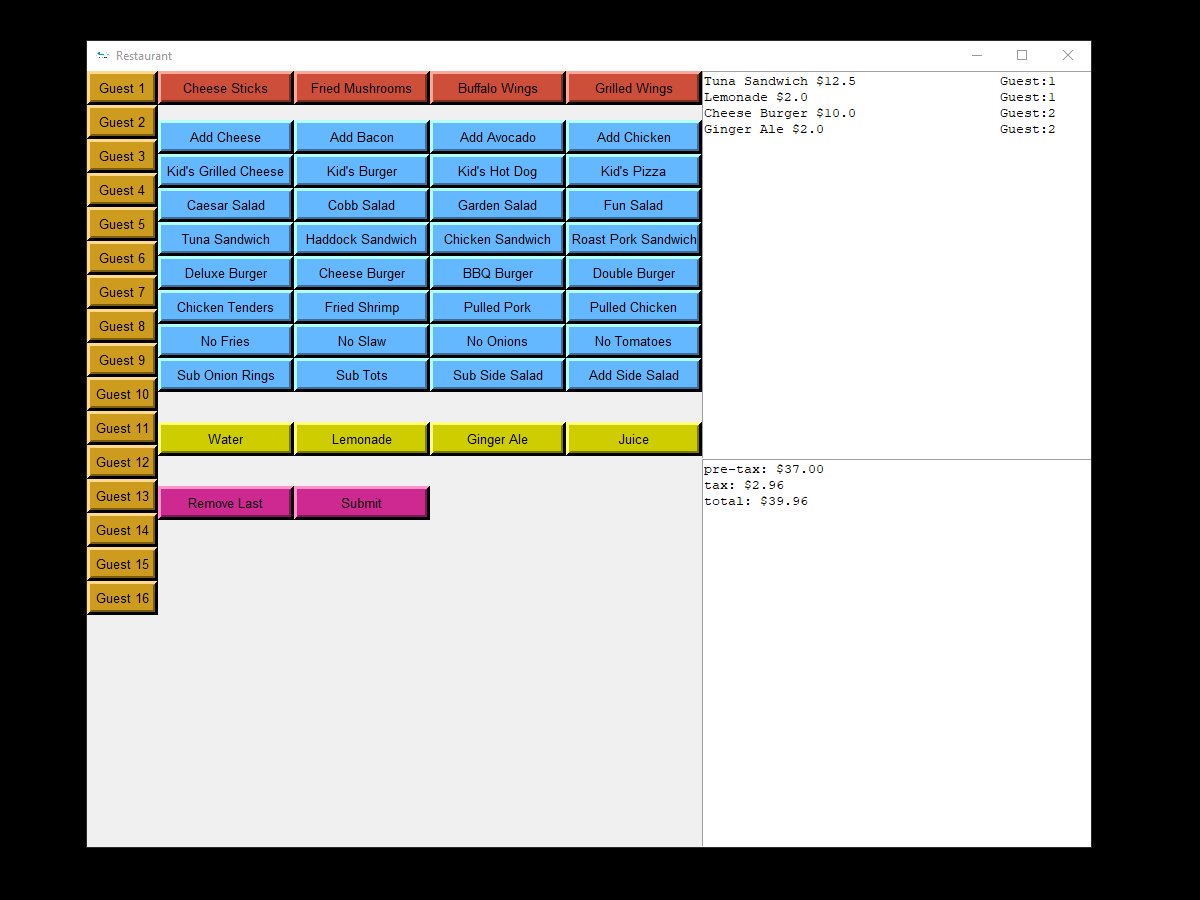 Restaurant
Guest 1 Cheese Sticks Fried Mushrooms Buffalo Wings Grilled Wings
Guest 2
Add Cheese Add Bacon Add Avocado Add Chicken
Guest 3
Kid's Grilled Cheese Kid's Burger Kid's Hot Dog Kid's Pizza
Guest 4
Caesar Salad Cobb Salad Garden Salad Fun Salad
Guest 5
Tuna Sandwich Haddock Sandwich Chicken Sandwich Roast Pork Sandwich
Guest 6
Deluxe Burger Cheese Burger BBQ Burger Double Burger
Guest 7
Chicken Tenders Fried Shrimp Pulled Pork Pulled Chicken
Guest 8
No Fries No Slaw No Onions No Tomatoes
Guest 9
Sub Onion Rings Sub Tots Sub Side Salad Add Side Salad
Guest 10
Guest 11
Water Lemonade Ginger Ale Juice
Guest 12
Guest 13
Remove Last Submit
Guest 14
Guest 15
Guest 16
Tuna Sandwich $12.5 Guest:1
Lemonade $2.0 Guest:1
Cheese Burger $10.0 Guest:2
Ginger Ale $2.0 Guest:2
pre-tax: $37.00
tax: $2.96
total: $39.96